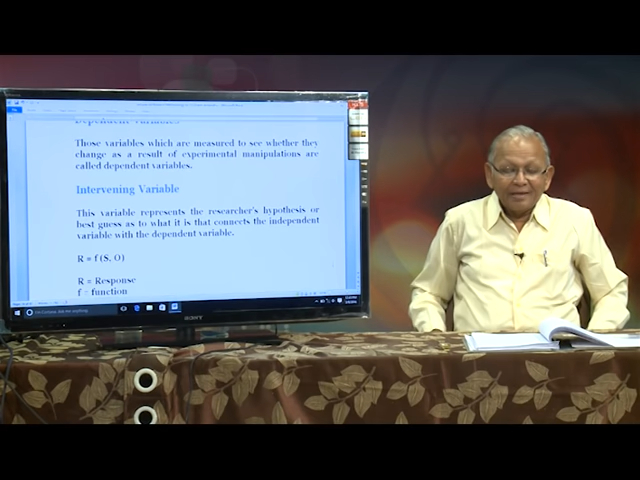 Dependent Variables
Those variables which are measured to see whether they
change as a result of experimental manipulations are
called dependent variables.
Intervening Variable
This variable represents the researcher's hypothesis or
best guess as to what it is that connects the independent
variable with the dependent variable.
R = f (S, O)
R = Response
f = function
SONY